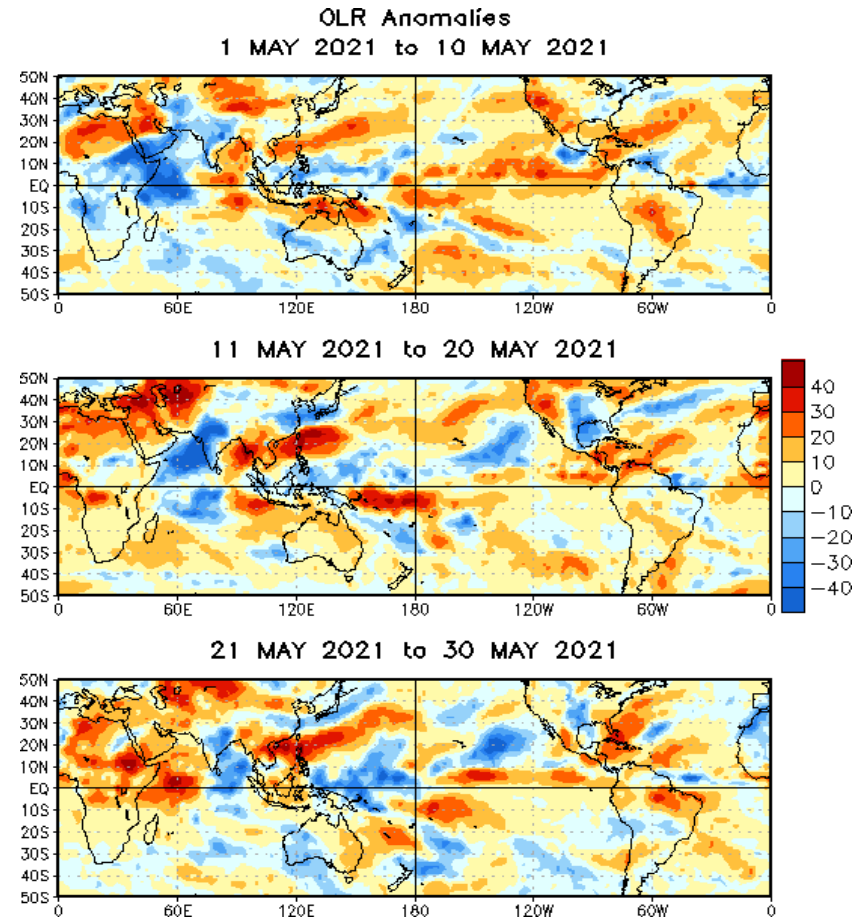 OLR Anomalies
1 MAY 2021 to 10 MAY 2021
50N
40N
30N
20N
10N
EQ
10S
20S
30S
40S
50S
0 60E 120E 180 120W 60W 0
11 MAY 2021 to 20 MAY 2021
50N
40N
30N
20N
10N
EQ
10S
20S
30S
40S
50S
0 60E 120E 180 120W 60W 0
40
30
20
10
0
−10
−20
−30
−40
21 MAY 2021 to 30 MAY 2021
50N
40N
30N
20N
10N
EQ
10S
20S
30S
40S
50S
0 60E 120E 180 120W 60W 0